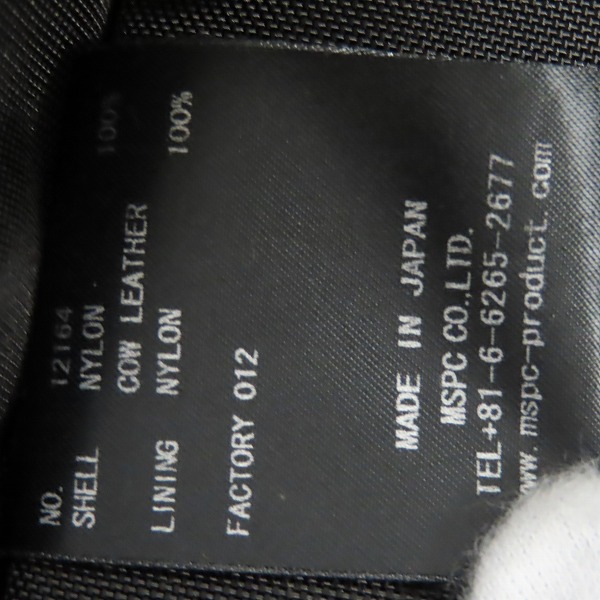 NO. 12164
SHELL NYLON 100%
COW LEATHER
LINING NYLON 100%
FACTORY 012
MADE IN JAPAN
MSPC CO.,LTD.
TEL+81-6-6265-2677
www.mspc-product.com